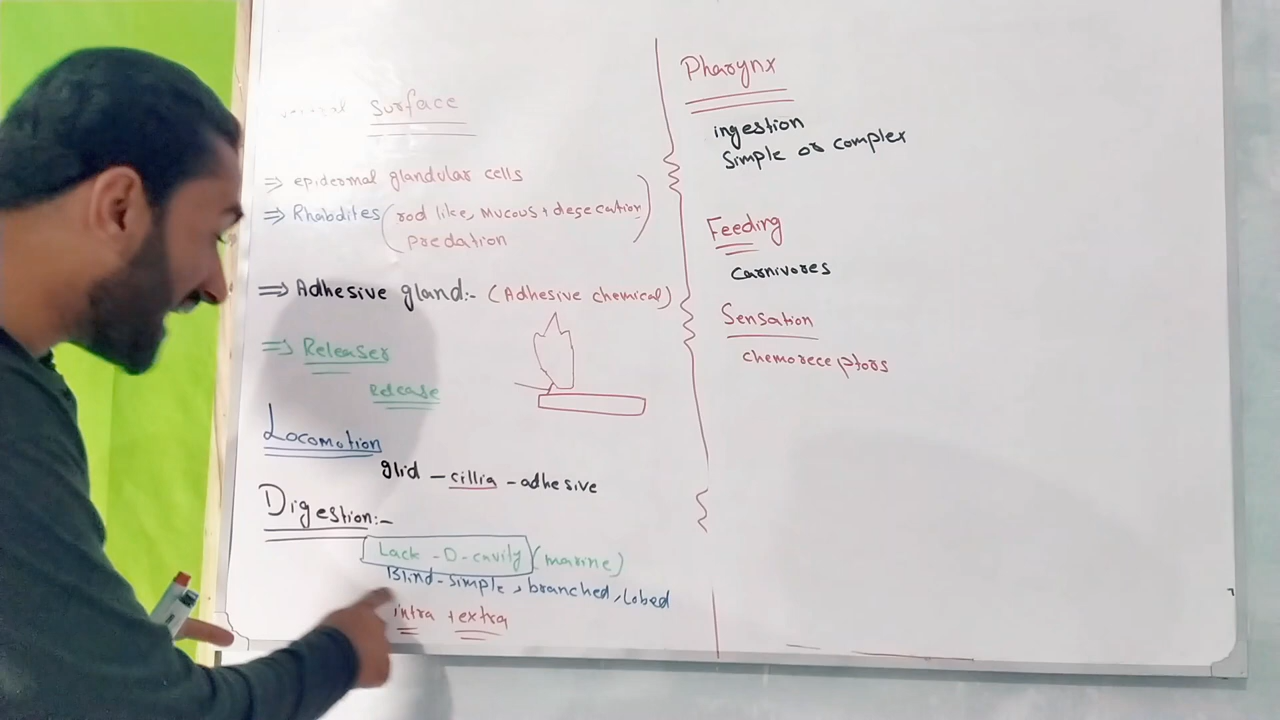 Surface
⇒ epidermal glandular cells
⇒ Rhabdites (rod like, Mucous + desecation
predation)
⇒ Adhesive gland:- (Adhesive chemical)
⇒ Releaser
Release
Locomotion
glid – cillia – adhesive
Digestion:-
Lack - D - cavity (marine)
Blind - simple, branched, Lobed
intra + extra
Pharynx
ingestion
Simple or complex
Feeding
Carnivores
Sensation
chemoreceptors